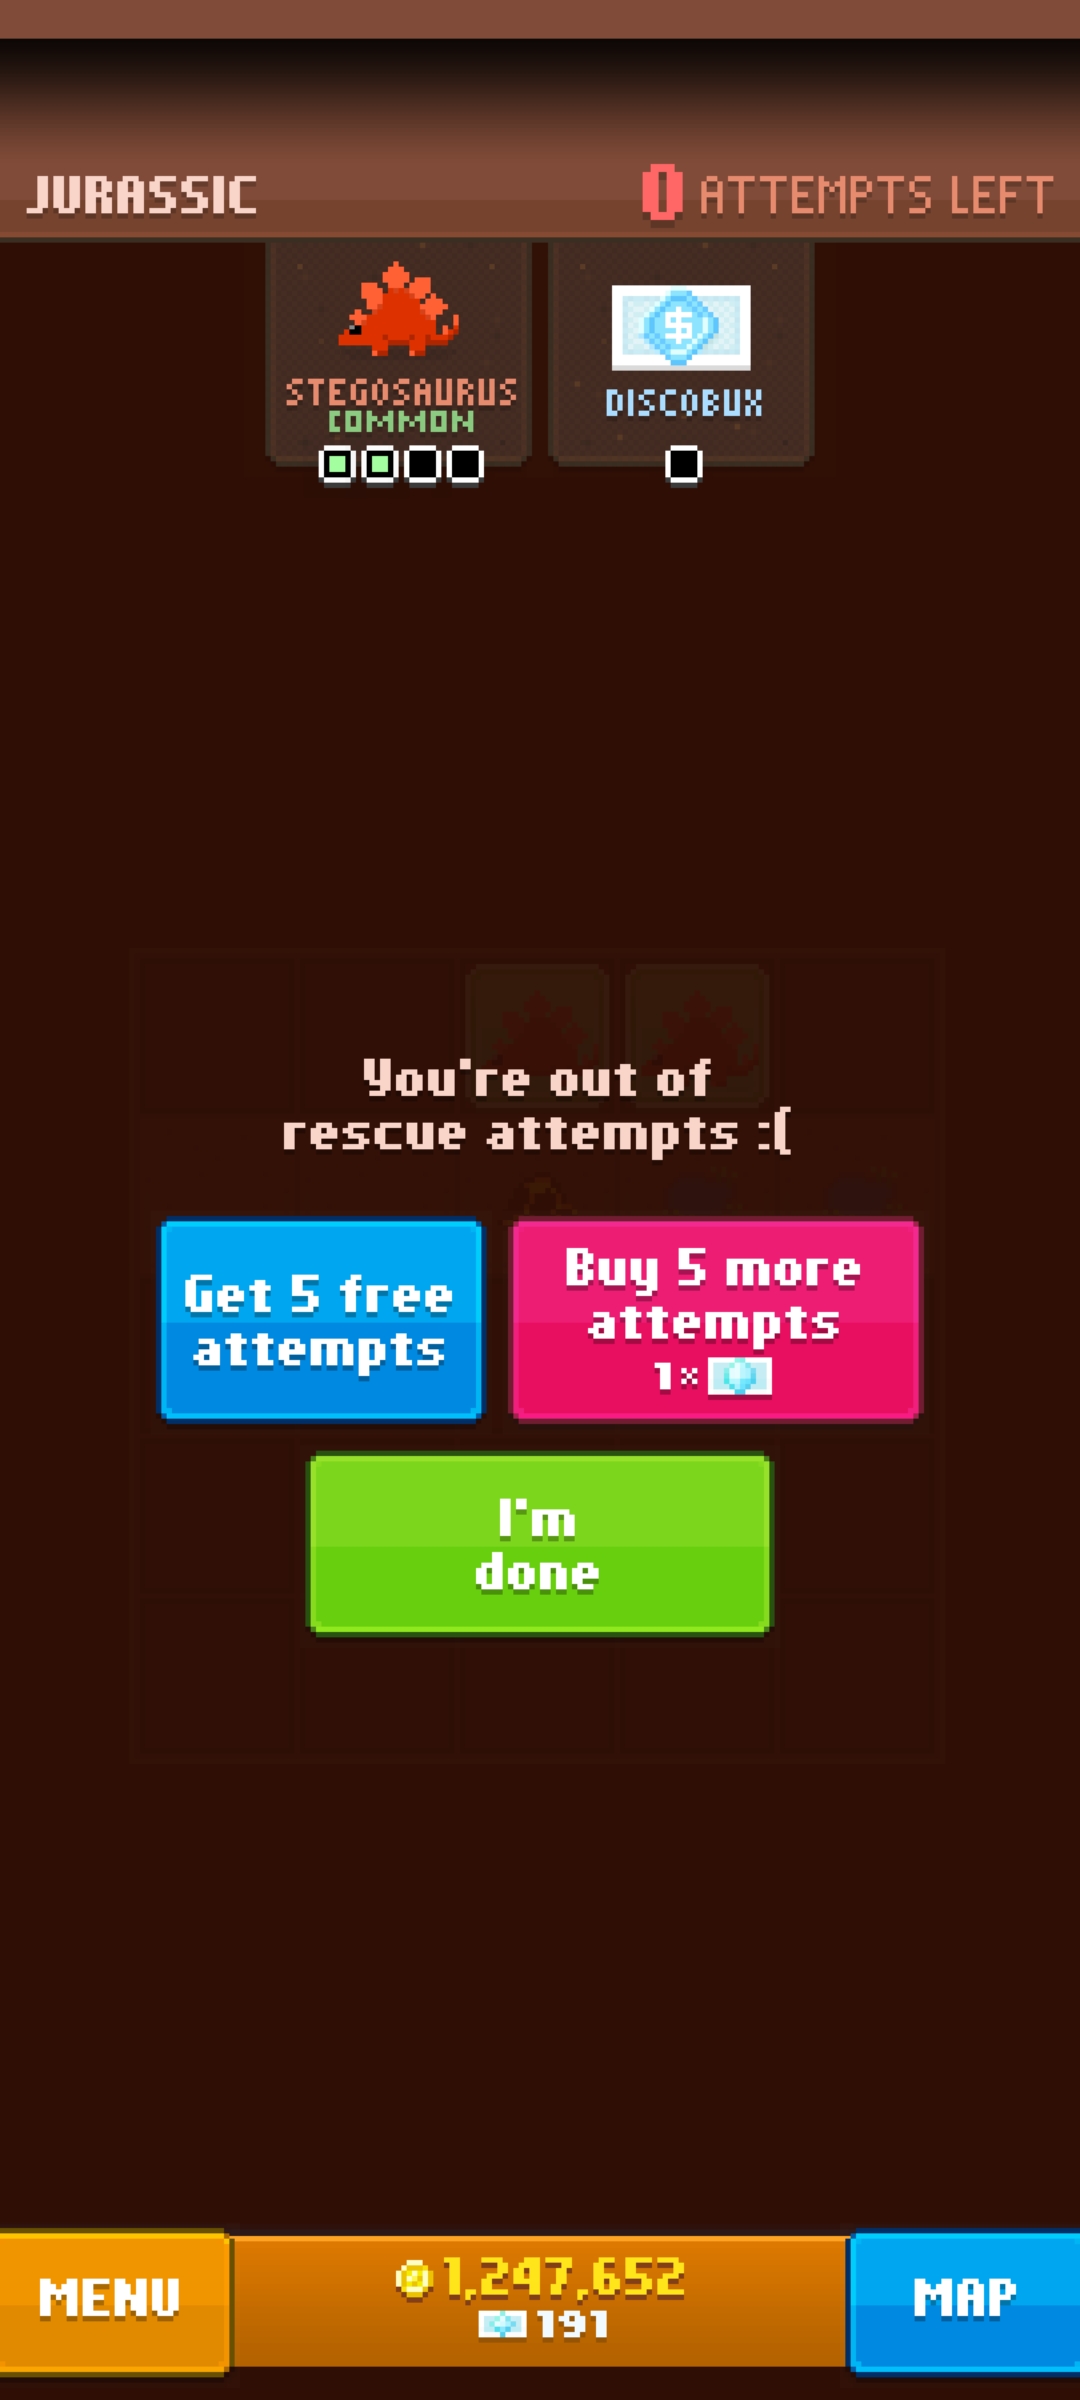 JURASSIC
0 ATTEMPTS LEFT
STEGOSAURUS
COMMON
$
DISCOBUX
You're out of
rescue attempts :(
Get 5 free
attempts
Buy 5 more
attempts
1×
I'm
done
MENU
1,247,652
191
MAP